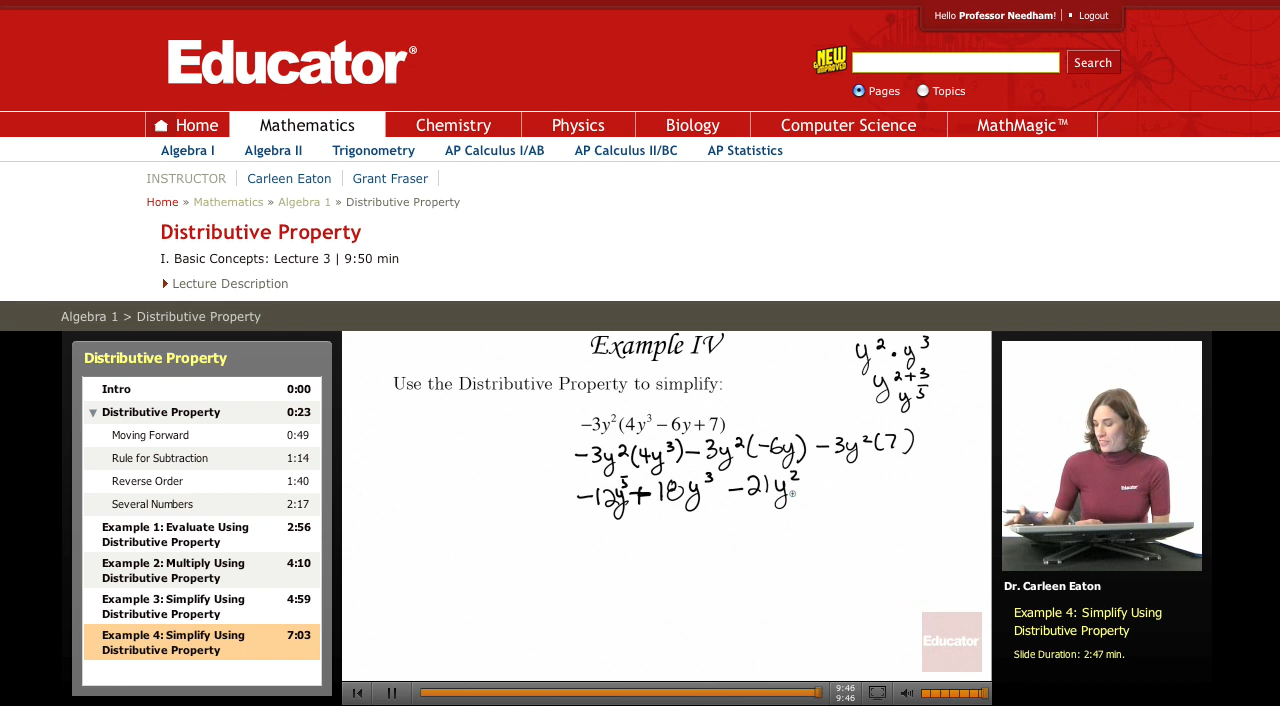 Hello Professor Needham! Logout
Educator®
NEW
& IMPROVED
Search
Pages Topics
Home Mathematics Chemistry Physics Biology Computer Science MathMagic™
Algebra I Algebra II Trigonometry AP Calculus I/AB AP Calculus II/BC AP Statistics
INSTRUCTOR Carleen Eaton Grant Fraser
Home » Mathematics » Algebra 1 » Distributive Property
Distributive Property
I. Basic Concepts: Lecture 3 | 9:50 min
Lecture Description
Algebra 1 > Distributive Property
Distributive Property
Intro 0:00
Distributive Property 0:23
Moving Forward 0:49
Rule for Subtraction 1:14
Reverse Order 1:40
Several Numbers 2:17
Example 1: Evaluate Using 2:56
Distributive Property
Example 2: Multiply Using 4:10
Distributive Property
Example 3: Simplify Using 4:59
Distributive Property
Example 4: Simplify Using 7:03
Distributive Property
Example IV
Use the Distributive Property to simplify:
−3y²(4y³ − 6y + 7)
y² · y³
y²⁺³
y⁵
−3y²(4y³) − 3y²(−6y) − 3y²(7)
−12y⁵ + 18y³ − 21y²
Educator
9:46
9:46
Educator
Dr. Carleen Eaton
Example 4: Simplify Using
Distributive Property
Slide Duration: 2:47 min.